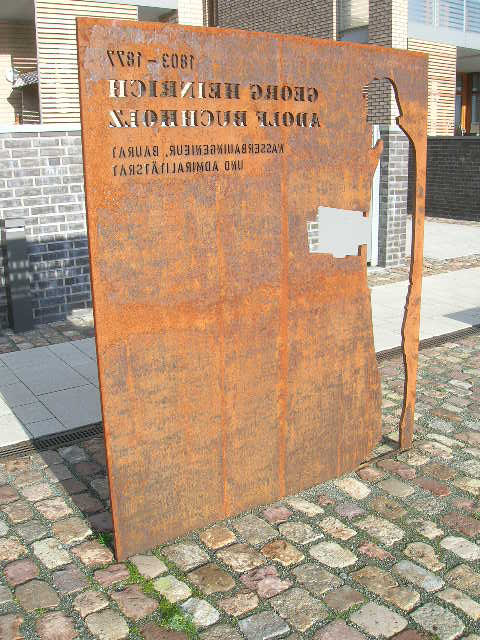 1803 – 1877
GEORG HEINRICH
ADOLF BUCHHOLZ
WASSERBAUINGENIEUR, BAURAT
UND ADMIRALITÄTSRAT